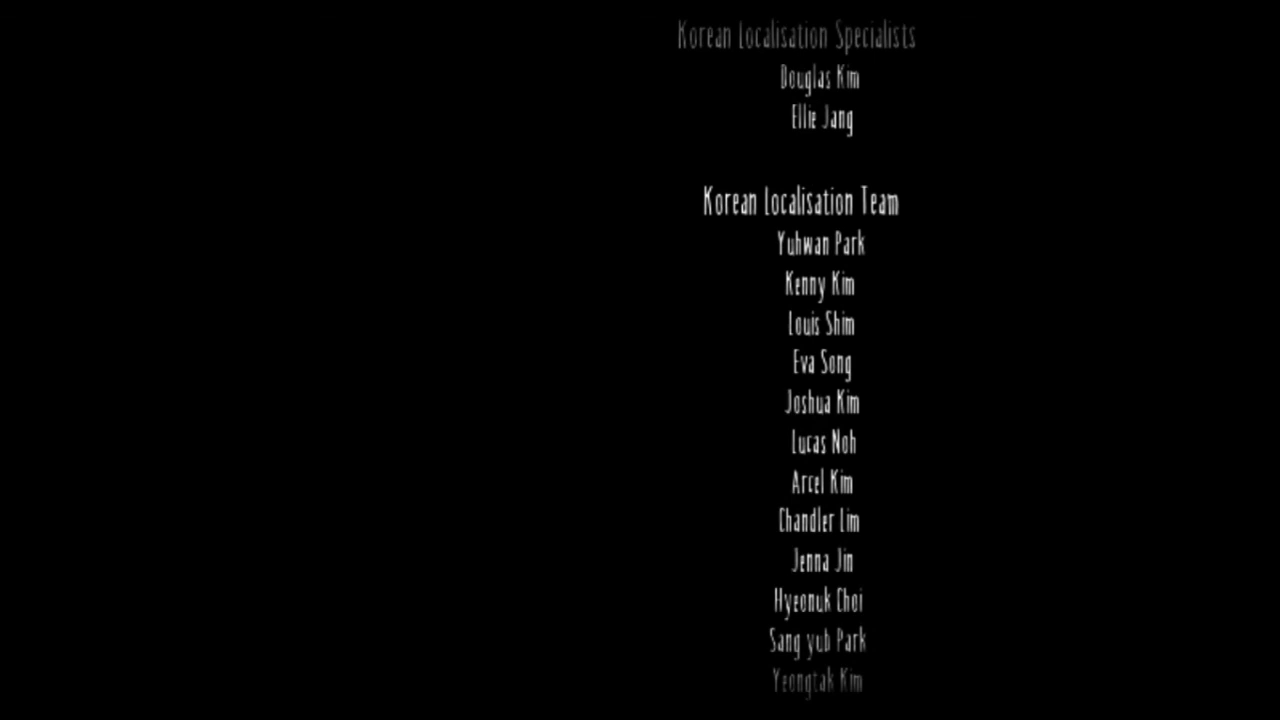 Korean Localisation Specialists
Douglas Kim
Ellie Jang
Korean Localisation Team
Yuhwan Park
Kenny Kim
Louis Shim
Eva Song
Joshua Kim
Lucas Noh
Arcel Kim
Chandler Lim
Jenna Jin
Hyeonuk Choi
Sang yub Park
Yeongtak Kim